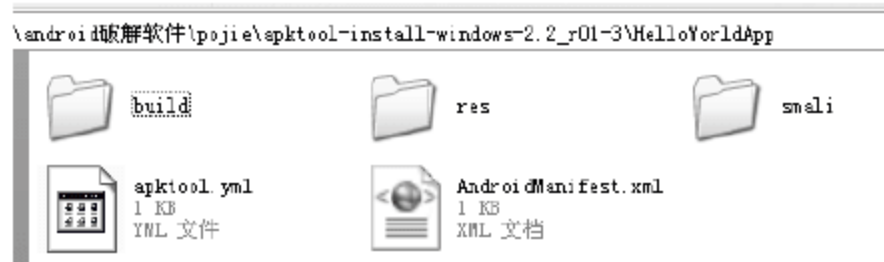 \android破解软件\pojie\apktool-install-windows-2.2_r01-3\HelloWorldApp
build
res
smali
apktool.yml
1 KB
YML 文件
AndroidManifest.xml
1 KB
XML 文档